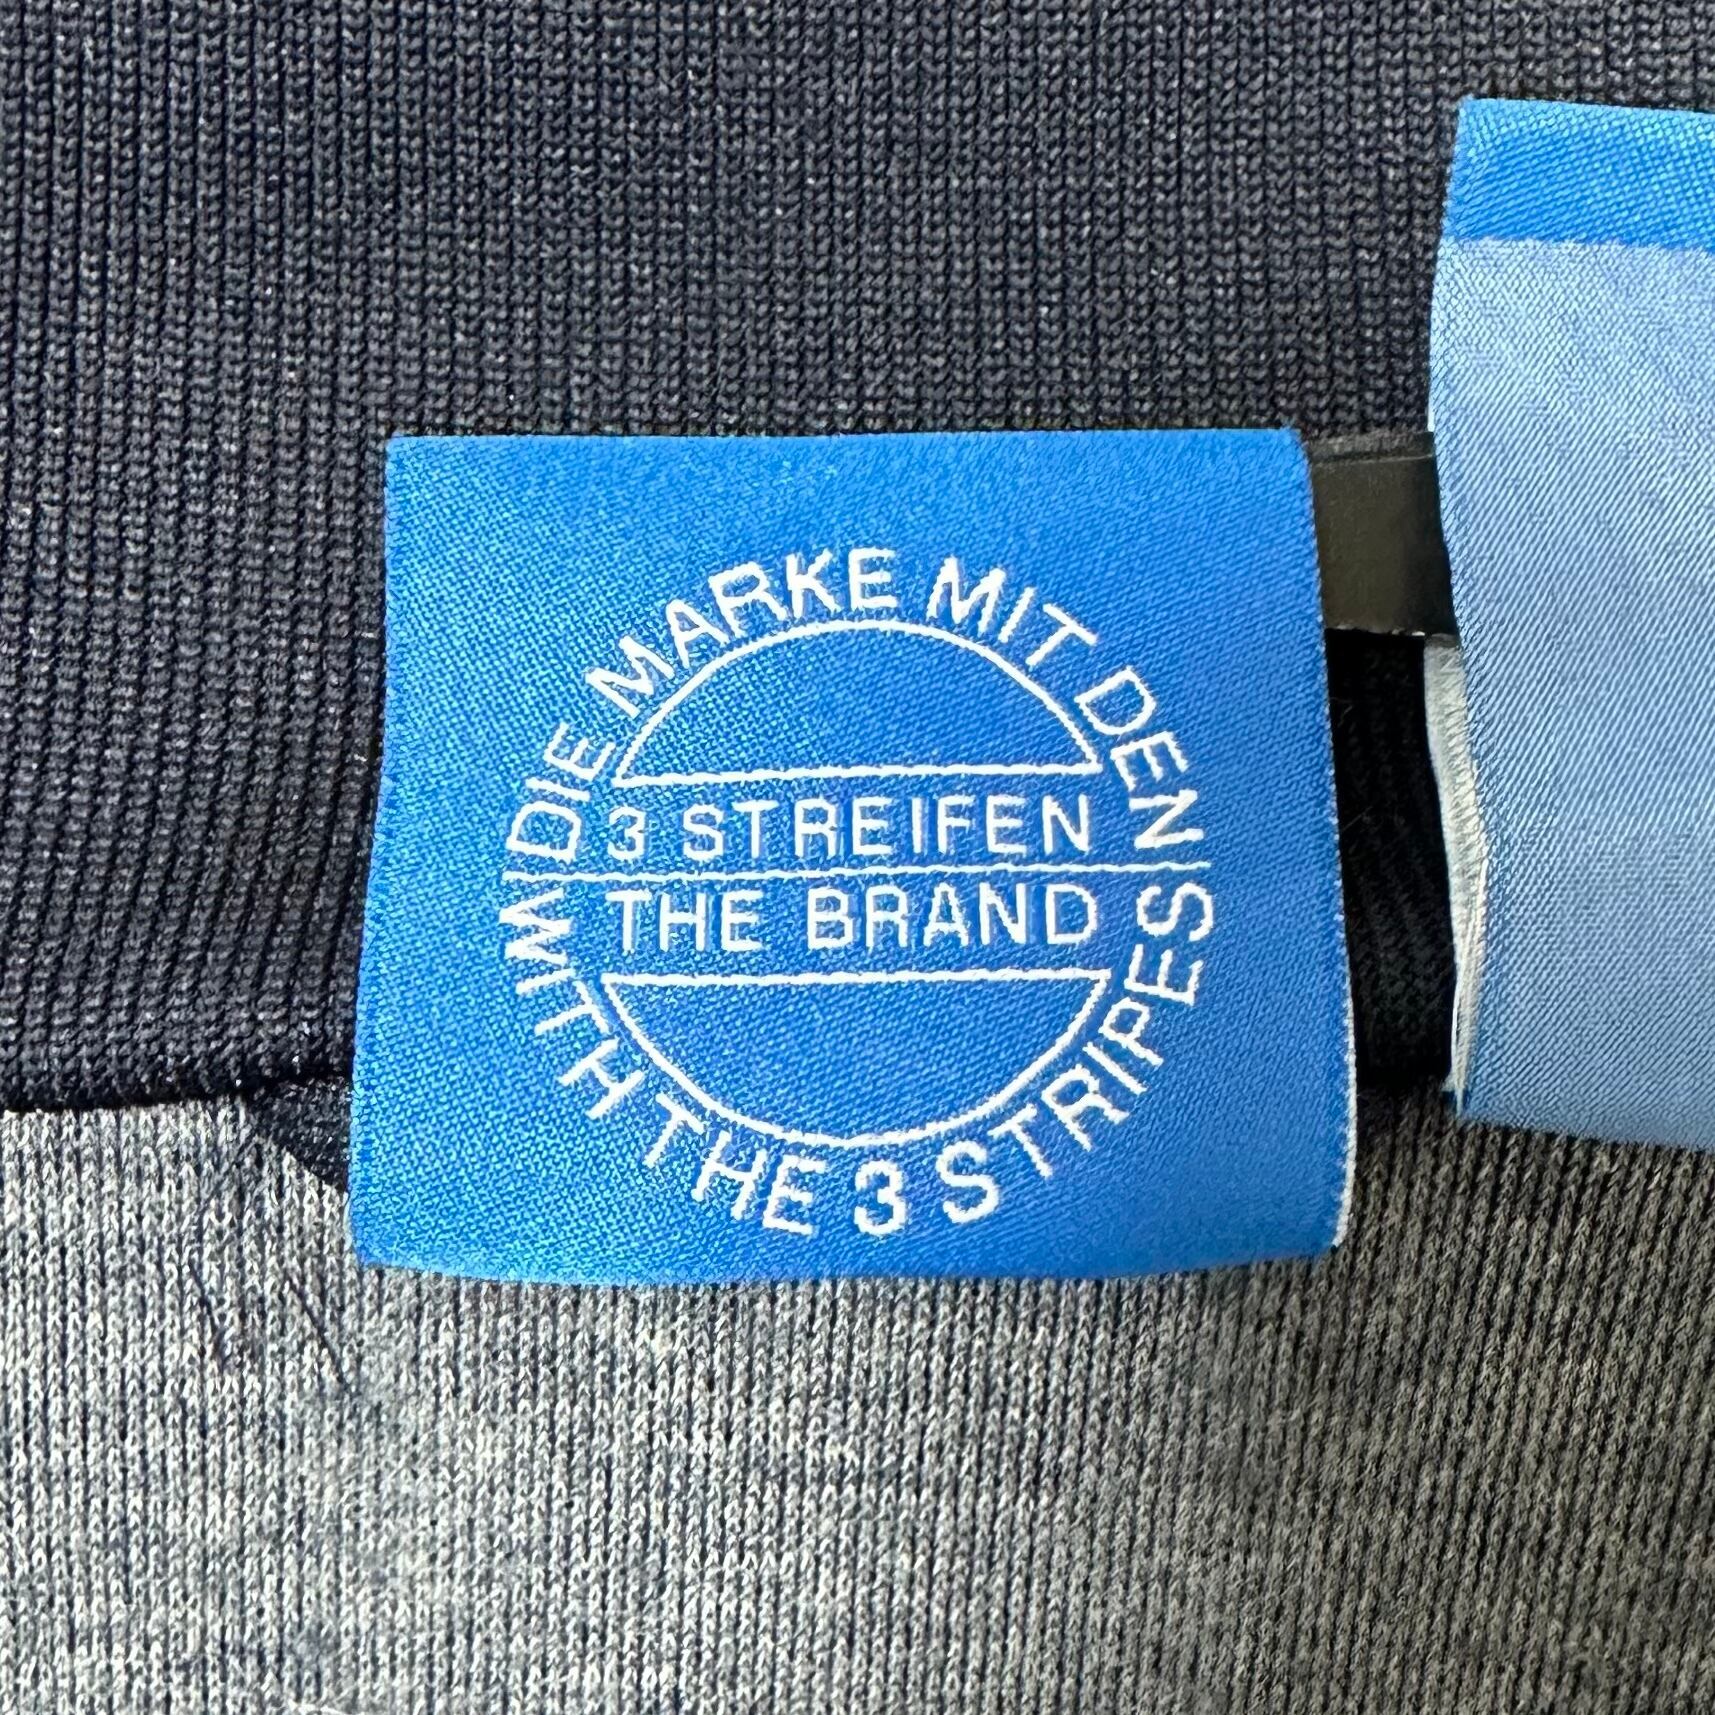 DIE MARKE MIT DEN
3 STREIFEN
THE BRAND
WITH THE 3 STRIPES